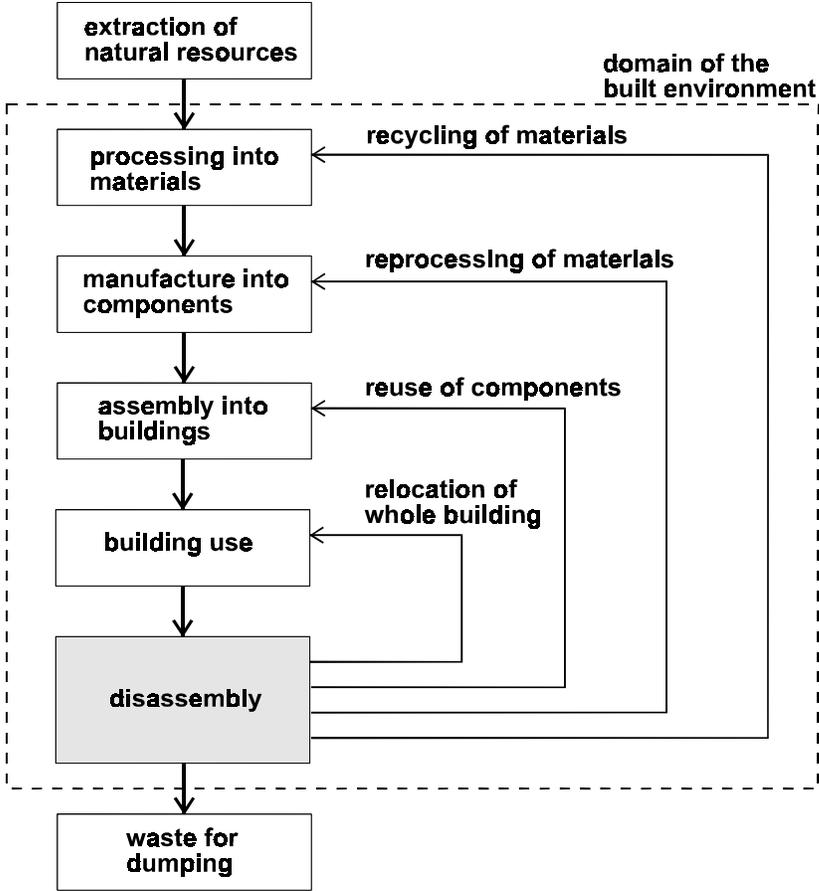 extraction of
natural resources
domain of the
built environment
recycling of materials
processing into
materials
reprocessing of materials
manufacture into
components
reuse of components
assembly into
buildings
relocation of
whole building
building use
disassembly
waste for
dumping